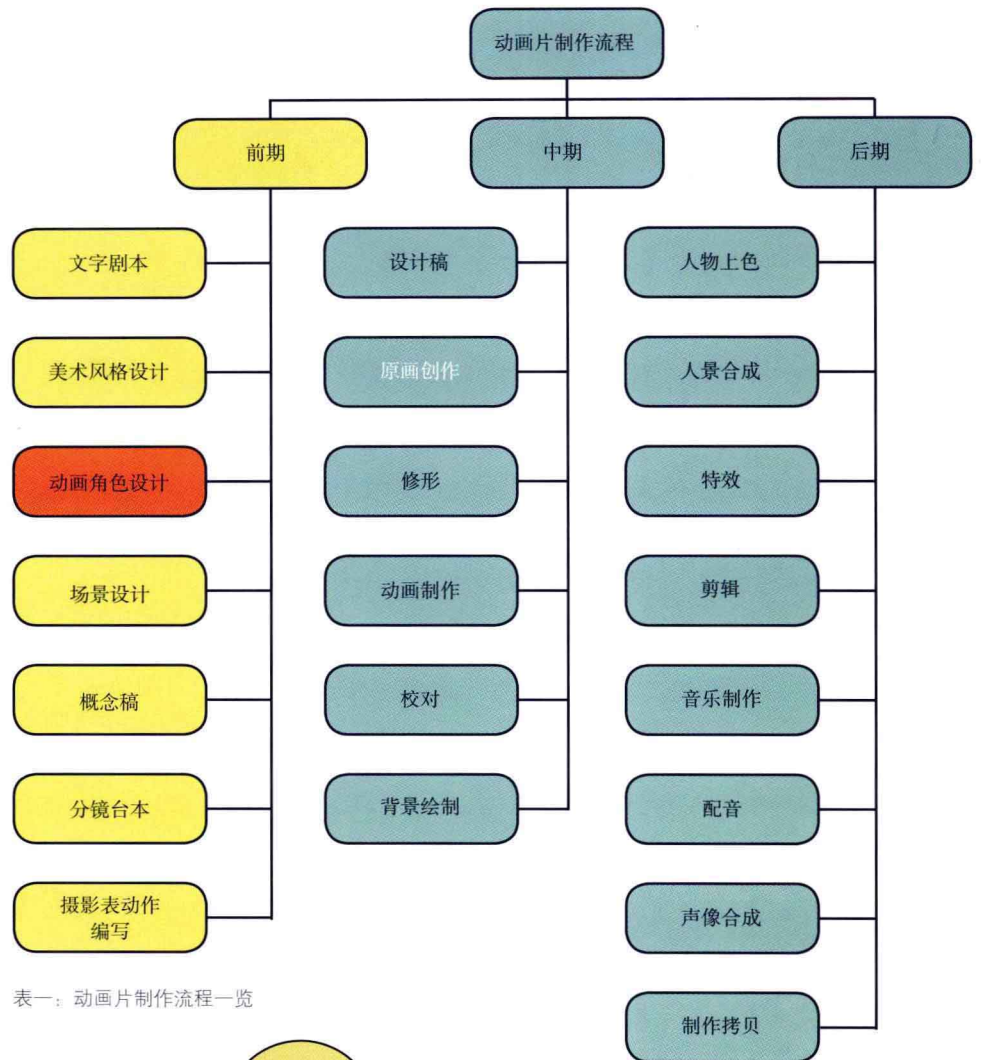 动画片制作流程
前期
中期
后期
文字剧本
美术风格设计
动画角色设计
场景设计
概念稿
分镜台本
摄影表动作
编写
设计稿
原画创作
修形
动画制作
校对
背景绘制
人物上色
人景合成
特效
剪辑
音乐制作
配音
声像合成
制作拷贝
表一：动画片制作流程一览